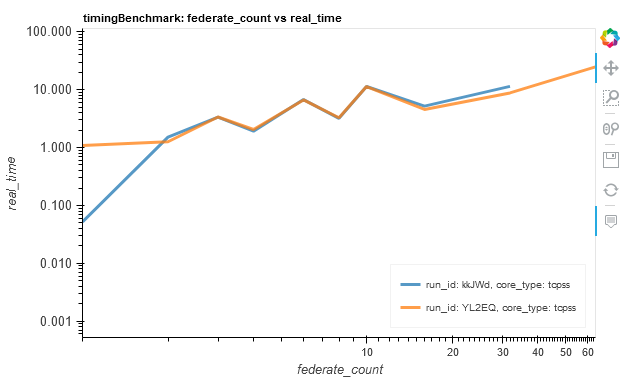 timingBenchmark: federate_count vs real_time
100.000
10.000
1.000
0.100
0.010
0.001
real_time
run_id: kkJWd, core_type: tcpss
run_id: YL2EQ, core_type: tcpss
10 20 30 40 50 60
federate_count